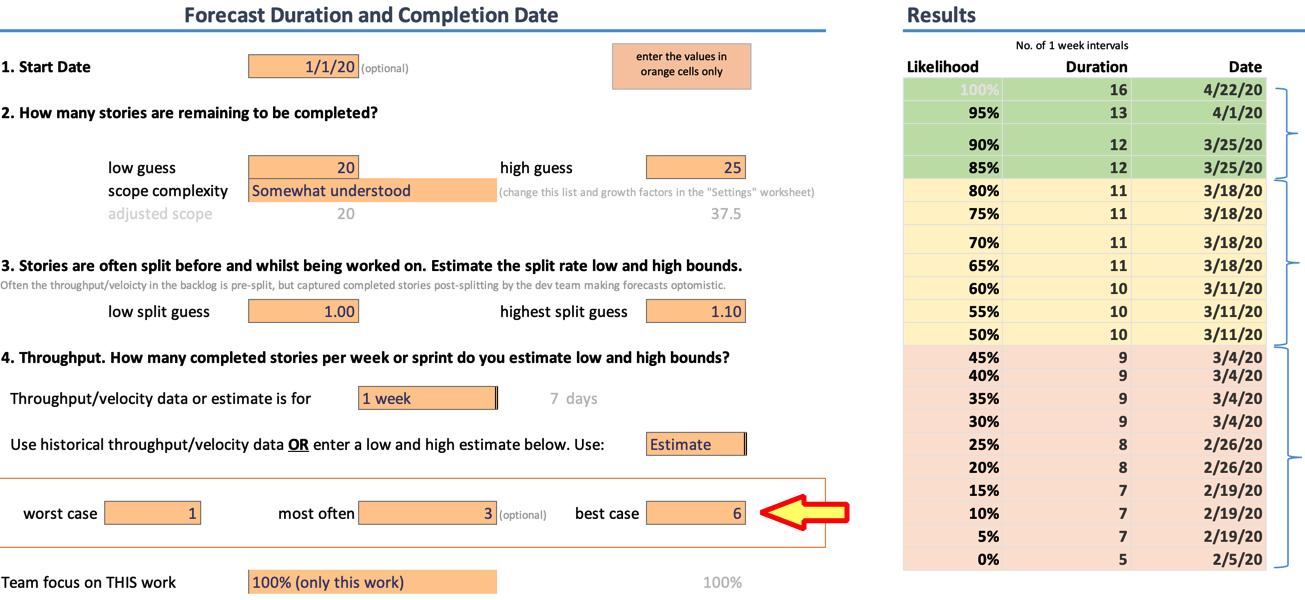 Forecast Duration and Completion Date
1. Start Date 1/1/20 (optional)
enter the values in
orange cells only
2. How many stories are remaining to be completed?
low guess 20 high guess 25
scope complexity Somewhat understood (change this list and growth factors in the "Settings" worksheet)
adjusted scope 20 37.5
3. Stories are often split before and whilst being worked on. Estimate the split rate low and high bounds.
Often the throughput/veloicty in the backlog is pre-split, but captured completed stories post-splitting by the dev team making forecasts optomistic.
low split guess 1.00 highest split guess 1.10
4. Throughput. How many completed stories per week or sprint do you estimate low and high bounds?
Throughput/velocity data or estimate is for 1 week 7 days
Use historical throughput/velocity data OR enter a low and high estimate below. Use: Estimate
worst case 1 most often 3 (optional) best case 6
Team focus on THIS work 100% (only this work) 100%
Results
No. of 1 week intervals
Likelihood Duration Date
100% 16 4/22/20
95% 13 4/1/20
90% 12 3/25/20
85% 12 3/25/20
80% 11 3/18/20
75% 11 3/18/20
70% 11 3/18/20
65% 11 3/18/20
60% 10 3/11/20
55% 10 3/11/20
50% 10 3/11/20
45% 9 3/4/20
40% 9 3/4/20
35% 9 3/4/20
30% 9 3/4/20
25% 8 2/26/20
20% 8 2/26/20
15% 7 2/19/20
10% 7 2/19/20
5% 7 2/19/20
0% 5 2/5/20